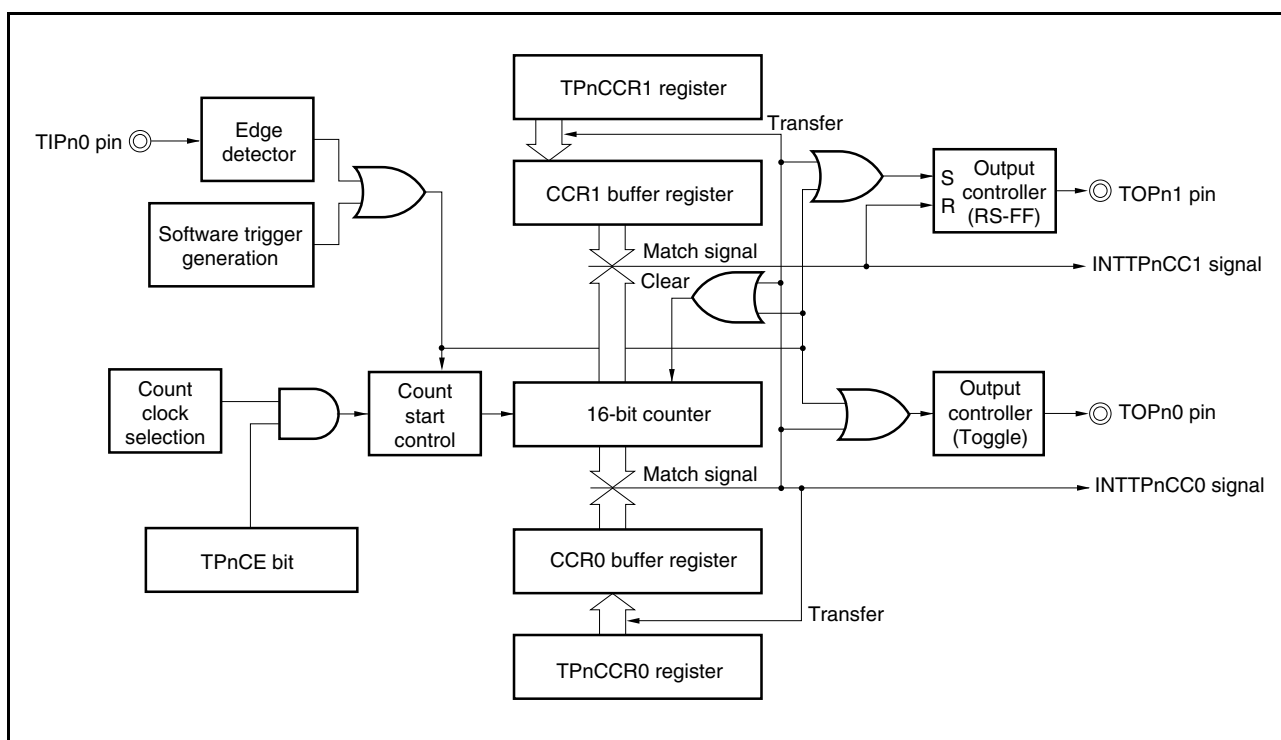 TPnCCR1 register
Transfer
TIPn0 pin
Edge
detector
CCR1 buffer register
S
R
Output
controller
(RS-FF)
TOPn1 pin
Software trigger
generation
Match signal
INTTPnCC1 signal
Clear
Count
clock
selection
Count
start
control
16-bit counter
Output
controller
(Toggle)
TOPn0 pin
Match signal
INTTPnCC0 signal
TPnCE bit
CCR0 buffer register
Transfer
TPnCCR0 register